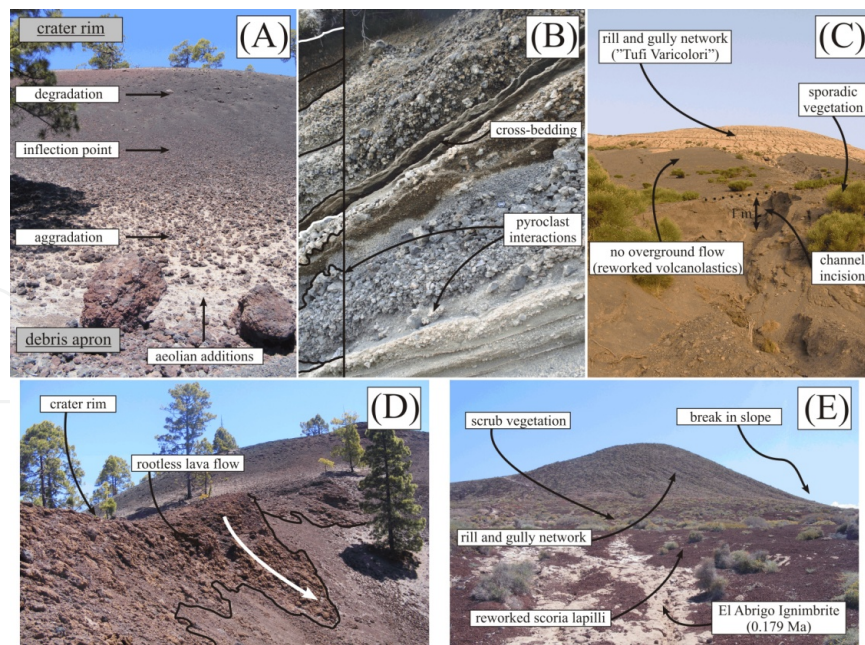 crater rim
(A)
degradation
inflection point
aggradation
debris apron
aeolian additions
(B)
cross-bedding
pyroclast
interactions
(C)
rill and gully network
("Tufi Varicolori")
sporadic
vegetation
1 m
no overground flow
(reworked volcanolastics)
channel
incision
(D)
crater rim
rootless lava flow
(E)
scrub vegetation
break in slope
rill and gully network
reworked scoria lapilli
El Abrigo Ignimbrite
(0.179 Ma)